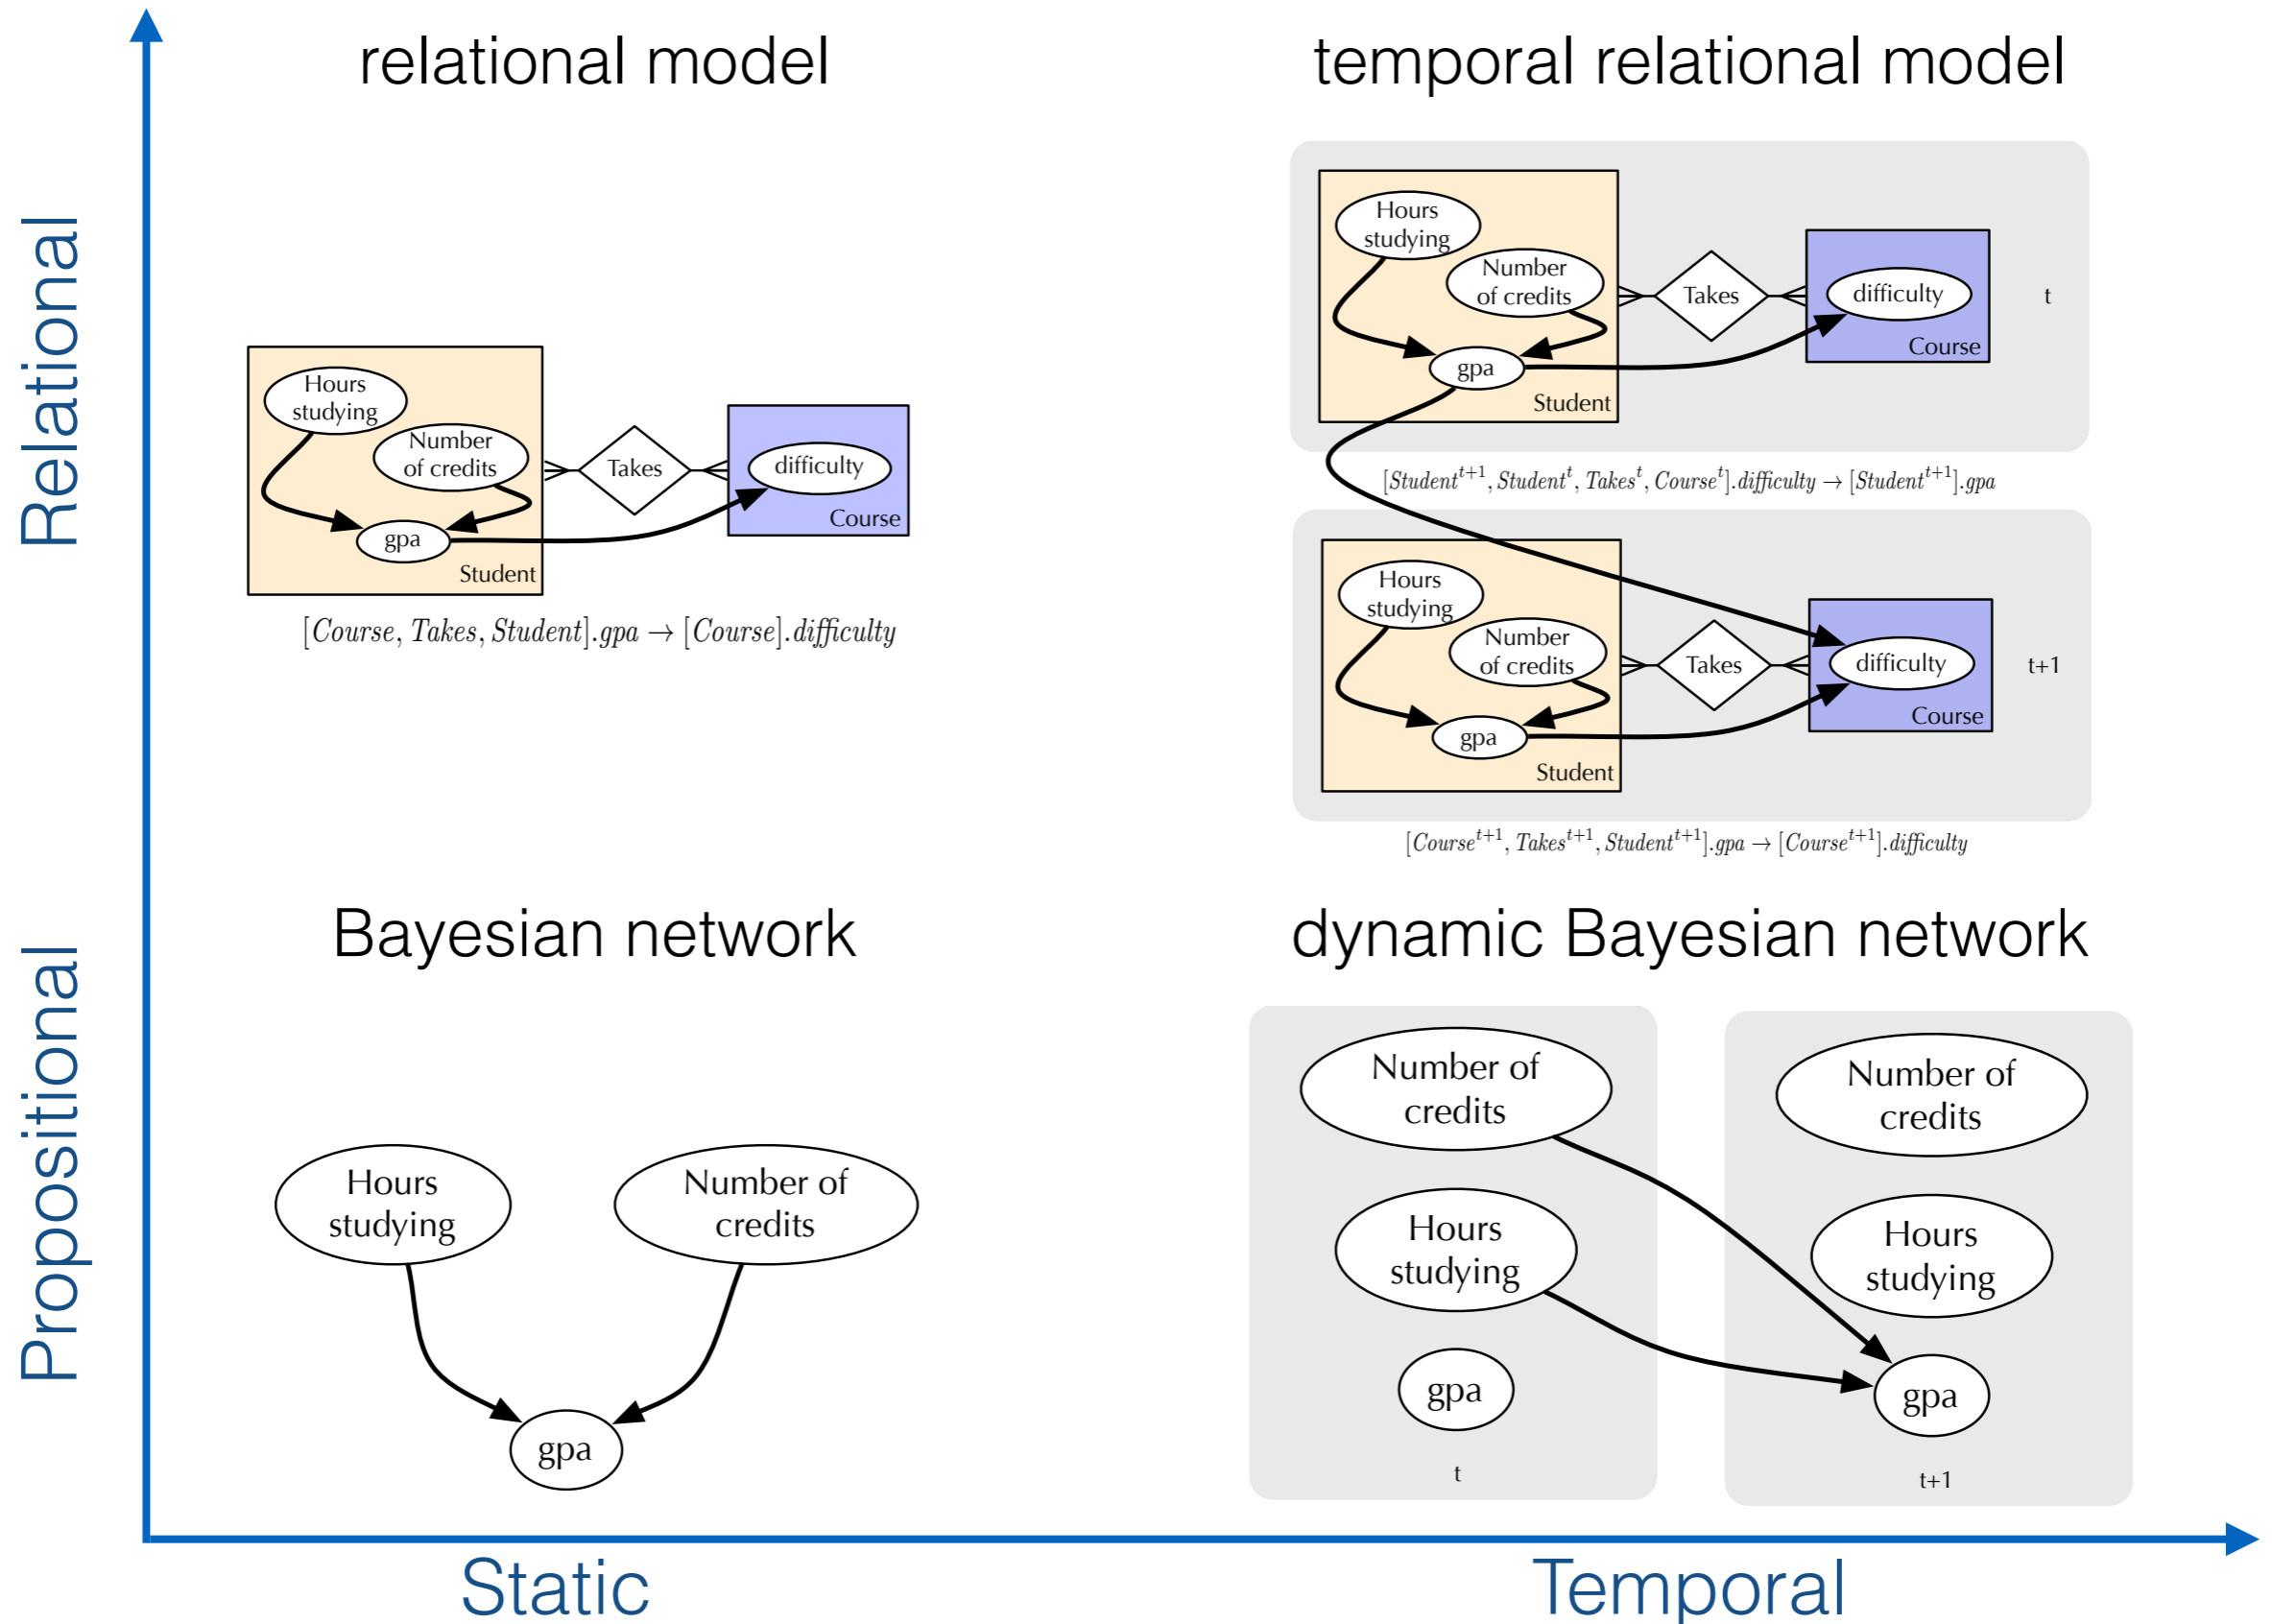 relational model
temporal relational model
Relational
Hours
studying
Number
of credits
gpa
Student
Takes
difficulty
Course
[Course, Takes, Student].gpa → [Course].difficulty
Hours
studying
Number
of credits
gpa
Student
Takes
difficulty
Course
t
[Student^{t+1}, Student^t, Takes^t, Course^t].difficulty → [Student^{t+1}].gpa
Hours
studying
Number
of credits
gpa
Student
Takes
difficulty
Course
t+1
[Course^{t+1}, Takes^{t+1}, Student^{t+1}].gpa → [Course^{t+1}].difficulty
Bayesian network
dynamic Bayesian network
Propositional
Hours
studying
Number of
credits
gpa
Number of
credits
Hours
studying
gpa
t
Number of
credits
Hours
studying
gpa
t+1
Static
Temporal